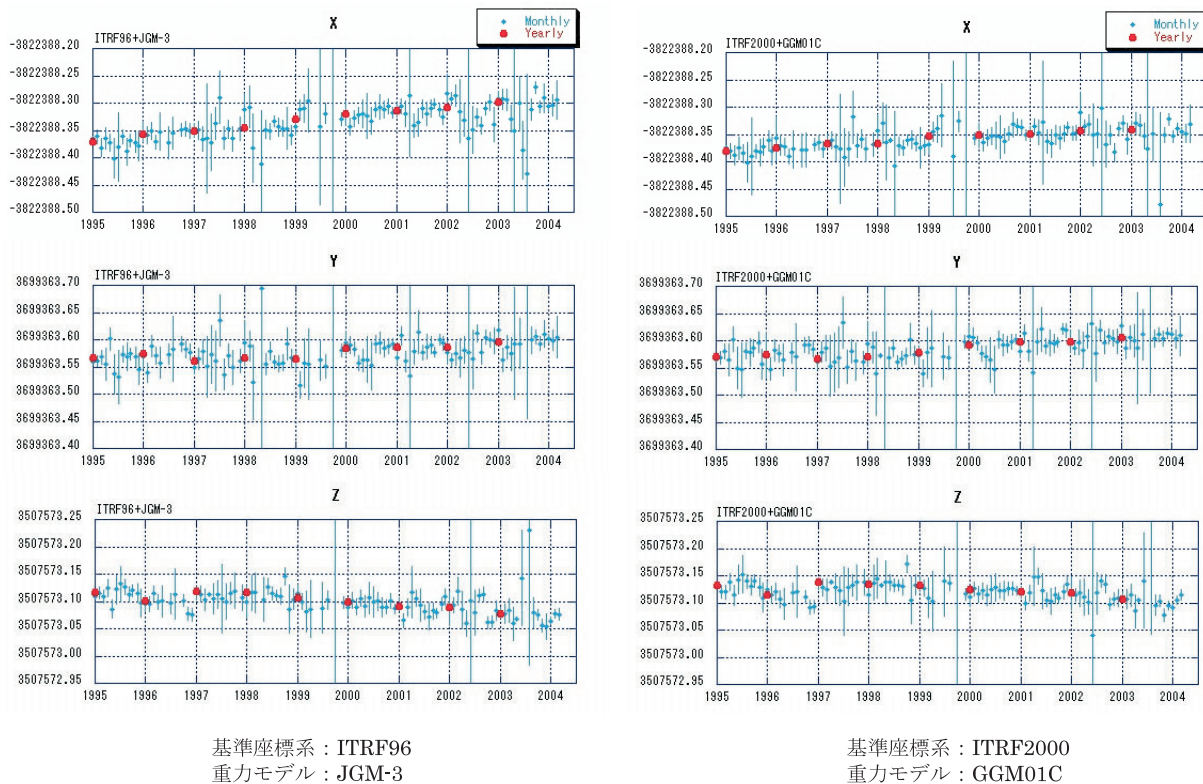 X
ITRF96+JGM-3
Monthly
Yearly
-3822388.20
-3822388.25
-3822388.30
-3822388.35
-3822388.40
-3822388.45
-3822388.50
1995 1996 1997 1998 1999 2000 2001 2002 2003 2004
X
ITRF2000+GGM01C
Monthly
Yearly
-3822388.20
-3822388.25
-3822388.30
-3822388.35
-3822388.40
-3822388.45
-3822388.50
1995 1996 1997 1998 1999 2000 2001 2002 2003 2004
Y
ITRF96+JGM-3
3699363.70
3699363.65
3699363.60
3699363.55
3699363.50
3699363.45
3699363.40
1995 1996 1997 1998 1999 2000 2001 2002 2003 2004
Y
ITRF2000+GGM01C
3699363.70
3699363.65
3699363.60
3699363.55
3699363.50
3699363.45
3699363.40
1995 1996 1997 1998 1999 2000 2001 2002 2003 2004
Z
ITRF96+JGM-3
3507573.25
3507573.20
3507573.15
3507573.10
3507573.05
3507573.00
3507572.95
1995 1996 1997 1998 1999 2000 2001 2002 2003 2004
Z
ITRF2000+GGM01C
3507573.25
3507573.20
3507573.15
3507573.10
3507573.05
3507573.00
3507572.95
1995 1996 1997 1998 1999 2000 2001 2002 2003 2004
基準座標系：ITRF96
重力モデル：JGM-3
基準座標系：ITRF2000
重力モデル：GGM01C